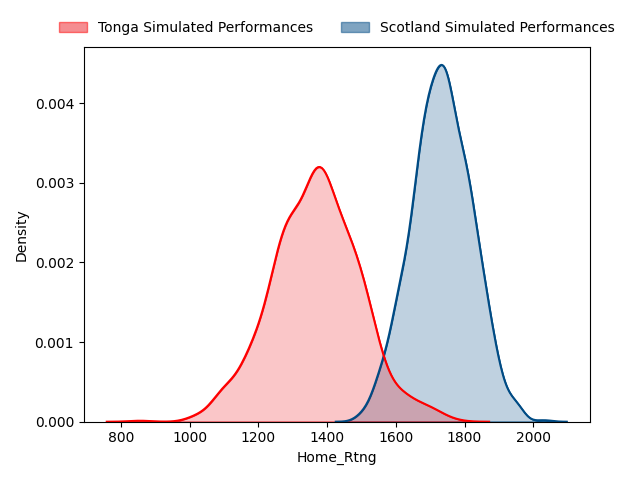 Tonga Simulated Performances Scotland Simulated Performances
Density
0.004
0.003
0.002
0.001
0.000
800 1000 1200 1400 1600 1800 2000
Home_Rtng